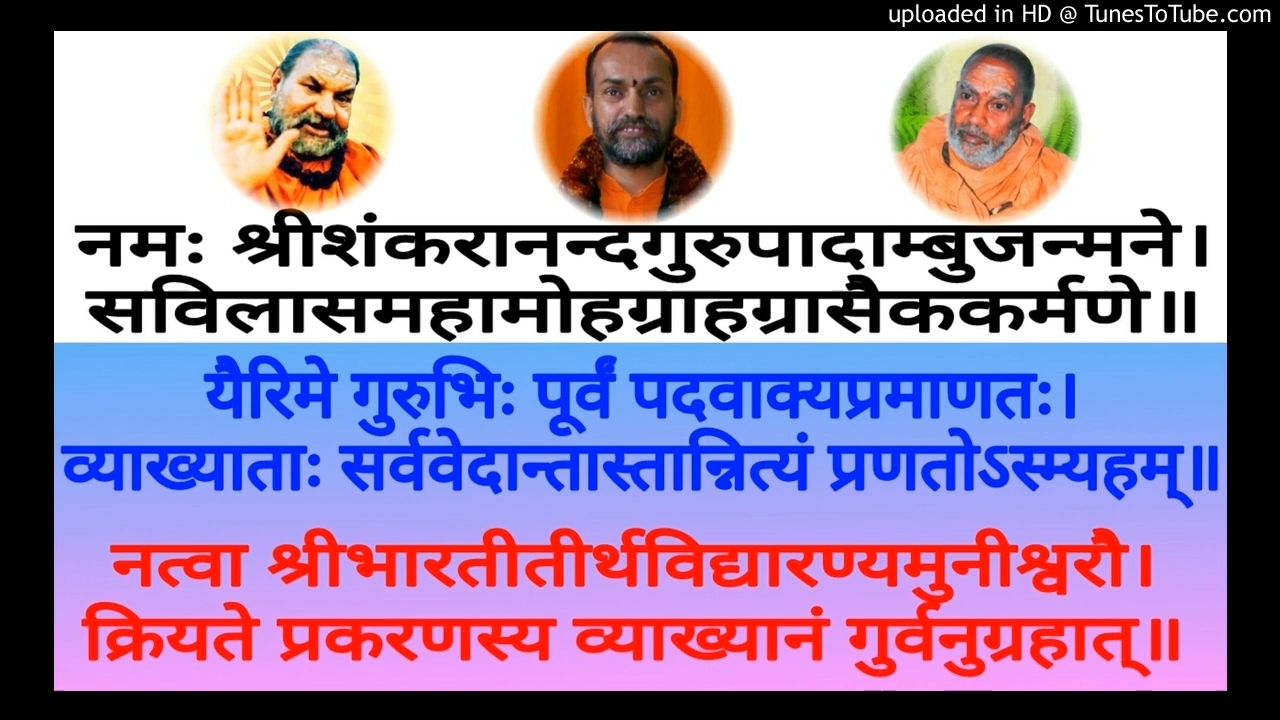 uploaded in HD @ TunesToTube.com
नमः श्रीशंकरानन्दगुरुपादाम्बुजन्मने।
सविलासमहामोहग्राहग्रासैककर्मणे॥
यैरिमे गुरुभिः पूर्वं पदवाक्यप्रमाणतः।
व्याख्याताः सर्ववेदान्तास्तान्नित्यं प्रणतोऽस्म्यहम्॥
नत्वा श्रीभारतीतीर्थविद्यारण्यमुनीश्वरौ।
क्रियते प्रकरणस्य व्याख्यानं गुर्वनुग्रहात्॥